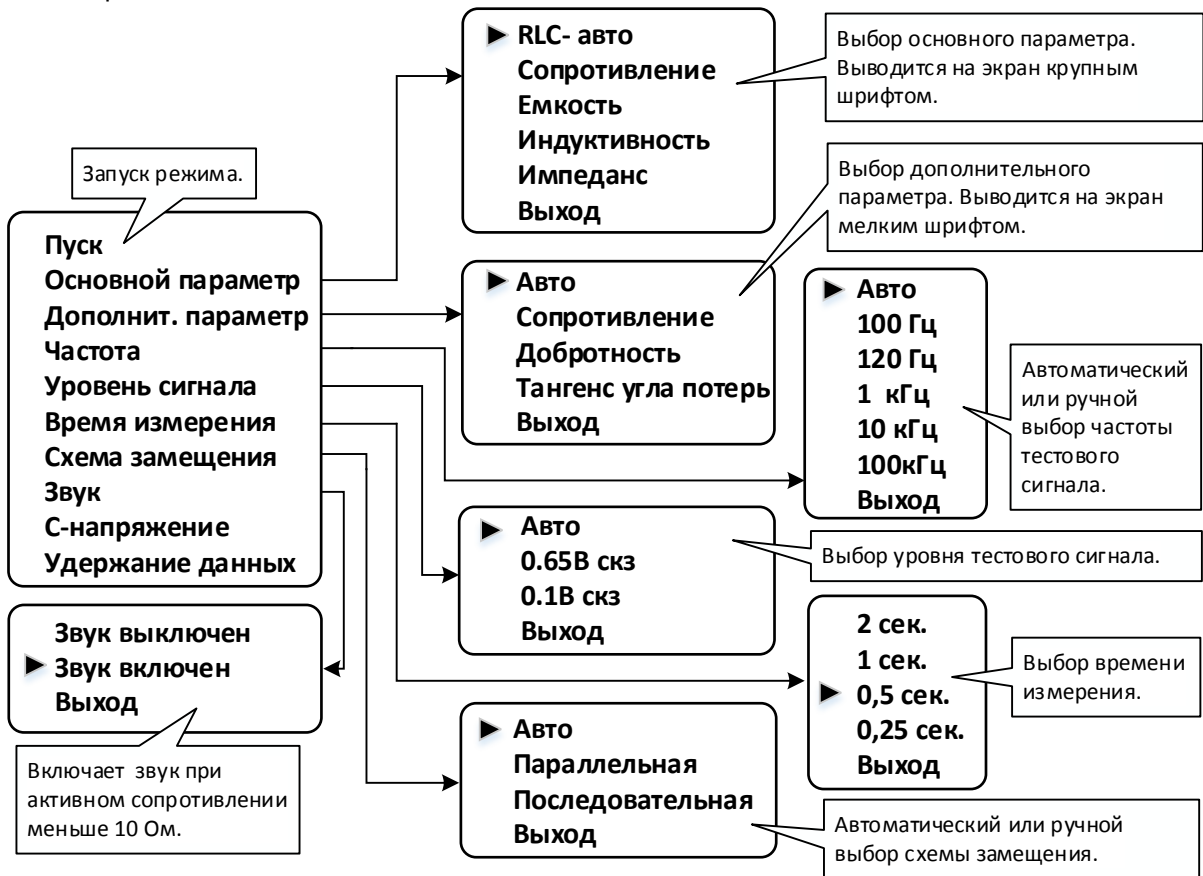 RLC- авто
Сопротивление
Емкость
Индуктивность
Импеданс
Выход
Выбор основного параметра.
Выводится на экран крупным
шрифтом.
Запуск режима.
Выбор дополнительного
параметра. Выводится на экран
мелким шрифтом.
Пуск
Основной параметр
Дополнит. параметр
Частота
Уровень сигнала
Время измерения
Схема замещения
Звук
С-напряжение
Удержание данных
Авто
Сопротивление
Добротность
Тангенс угла потерь
Выход
Авто
100 Гц
120 Гц
1 кГц
10 кГц
100кГц
Выход
Автоматический
или ручной
выбор частоты
тестового
сигнала.
Авто
0.65В скз
0.1В скз
Выход
Выбор уровня тестового сигнала.
Звук выключен
Звук включен
Выход
2 сек.
1 сек.
0,5 сек.
0,25 сек.
Выход
Выбор времени
измерения.
Включает звук при
активном сопротивлении
меньше 10 Ом.
Авто
Параллельная
Последовательная
Выход
Автоматический или ручной
выбор схемы замещения.